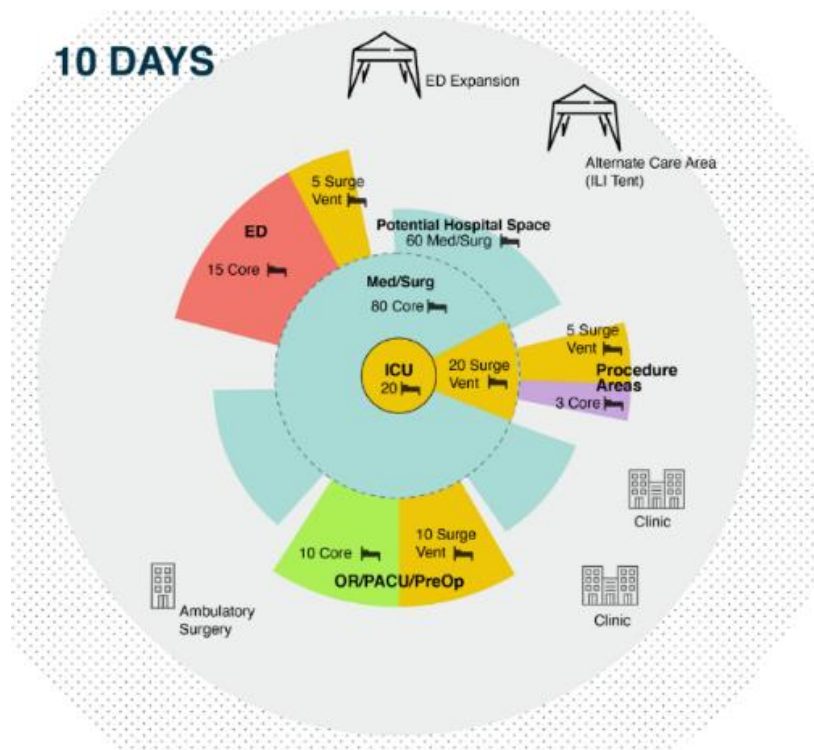 10 DAYS
ED Expansion
Alternate Care Area
(ILI Tent)
5 Surge
Vent
ED
15 Core
Potential Hospital Space
60 Med/Surg
Med/Surg
80 Core
ICU
20
20 Surge
Vent
5 Surge
Vent
Procedure
Areas
3 Core
Clinic
10 Core
10 Surge
Vent
OR/PACU/PreOp
Ambulatory
Surgery
Clinic